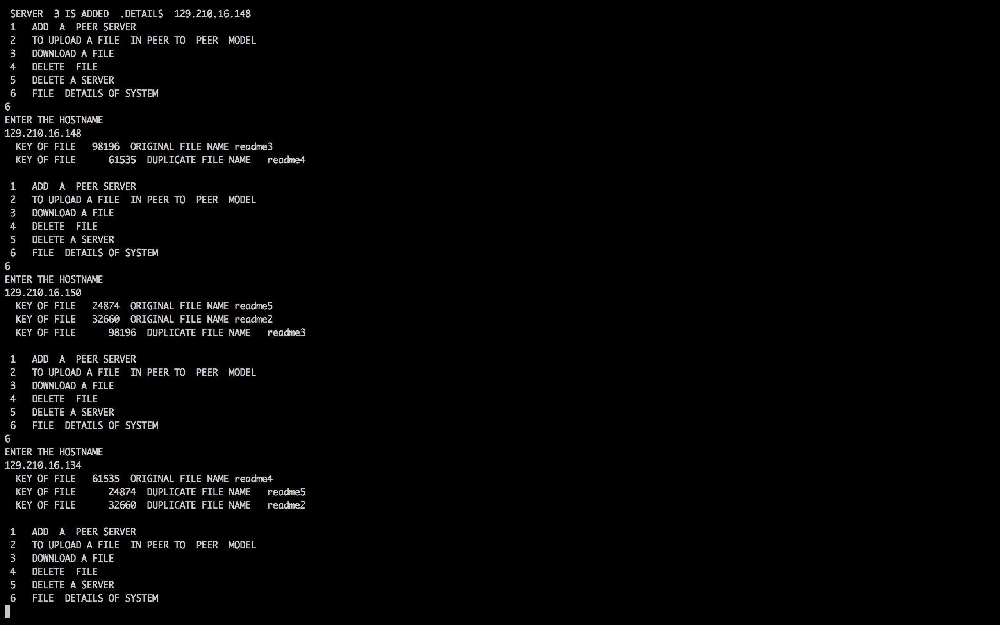 SERVER  3 IS ADDED  .DETAILS  129.210.16.148
1   ADD  A  PEER SERVER
2   TO UPLOAD A FILE  IN PEER TO  PEER  MODEL
3   DOWNLOAD A FILE
4   DELETE  FILE
5   DELETE A SERVER
6   FILE  DETAILS OF SYSTEM
6
ENTER THE HOSTNAME
129.210.16.148
KEY OF FILE   98196  ORIGINAL FILE NAME readme3
KEY OF FILE      61535  DUPLICATE FILE NAME   readme4
1   ADD  A  PEER SERVER
2   TO UPLOAD A FILE  IN PEER TO  PEER  MODEL
3   DOWNLOAD A FILE
4   DELETE  FILE
5   DELETE A SERVER
6   FILE  DETAILS OF SYSTEM
6
ENTER THE HOSTNAME
129.210.16.150
KEY OF FILE   24874  ORIGINAL FILE NAME readme5
KEY OF FILE   32660  ORIGINAL FILE NAME readme2
KEY OF FILE      98196  DUPLICATE FILE NAME   readme3
1   ADD  A  PEER SERVER
2   TO UPLOAD A FILE  IN PEER TO  PEER  MODEL
3   DOWNLOAD A FILE
4   DELETE  FILE
5   DELETE A SERVER
6   FILE  DETAILS OF SYSTEM
6
ENTER THE HOSTNAME
129.210.16.134
KEY OF FILE   61535  ORIGINAL FILE NAME readme4
KEY OF FILE      24874  DUPLICATE FILE NAME   readme5
KEY OF FILE      32660  DUPLICATE FILE NAME   readme2
1   ADD  A  PEER SERVER
2   TO UPLOAD A FILE  IN PEER TO  PEER  MODEL
3   DOWNLOAD A FILE
4   DELETE  FILE
5   DELETE A SERVER
6   FILE  DETAILS OF SYSTEM